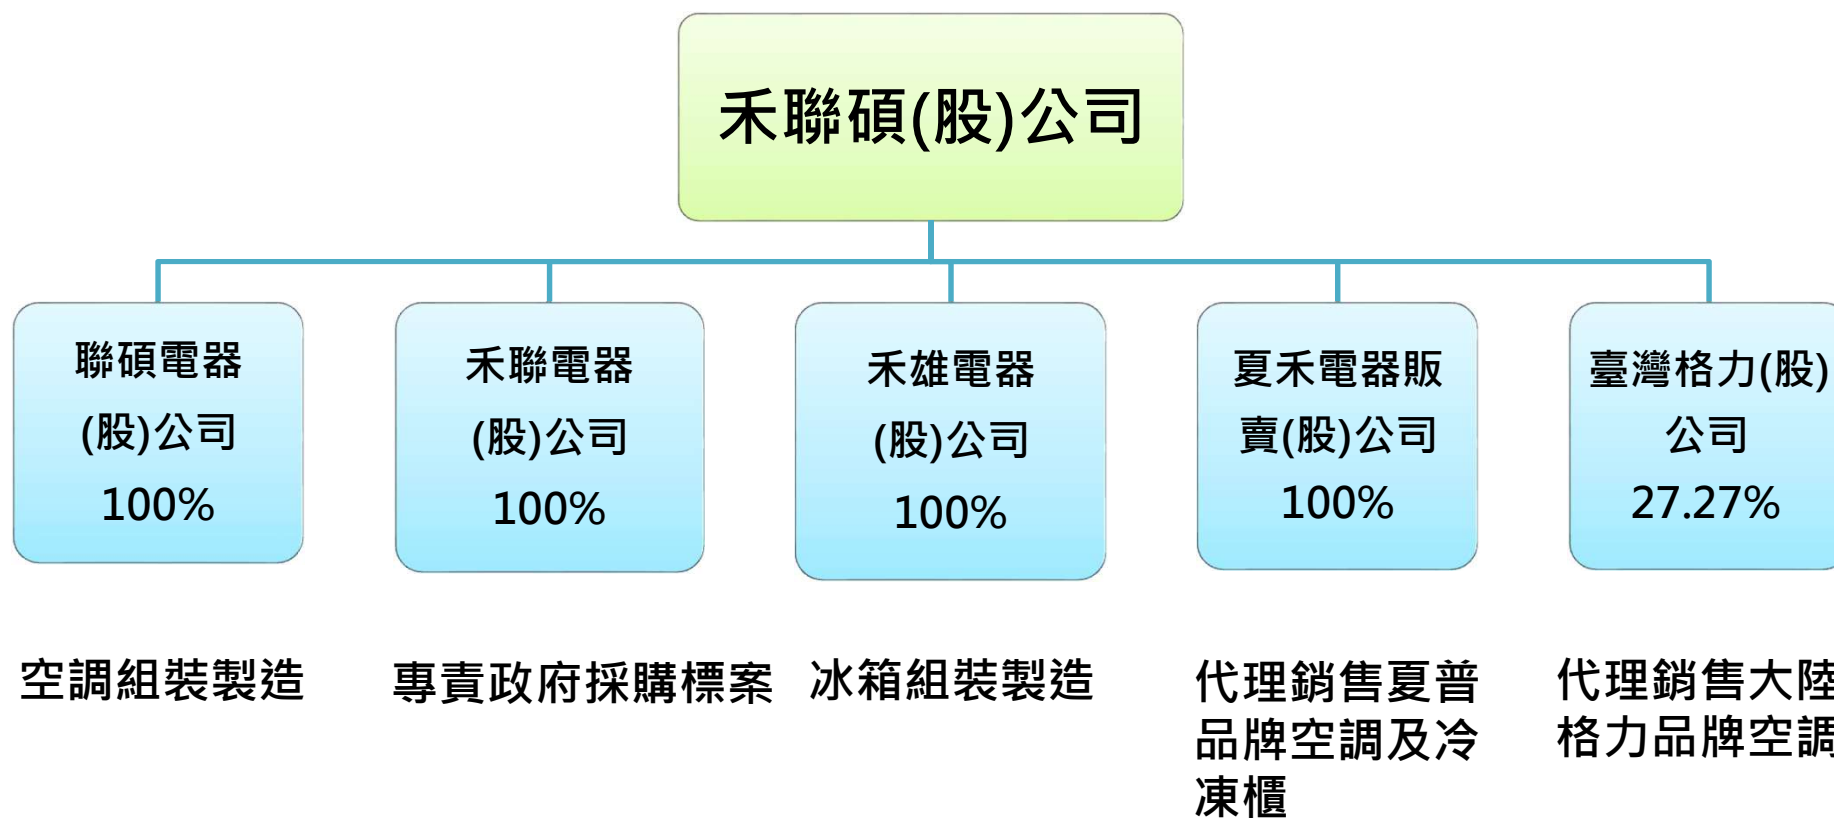 禾聯碩(股)公司
聯碩電器
(股)公司
100%
禾聯電器
(股)公司
100%
禾雄電器
(股)公司
100%
夏禾電器販
賣(股)公司
100%
臺灣格力(股)
公司
27.27%
空調組裝製造
專責政府採購標案
冰箱組裝製造
代理銷售夏普
品牌空調及冷
凍櫃
代理銷售大陸
格力品牌空調